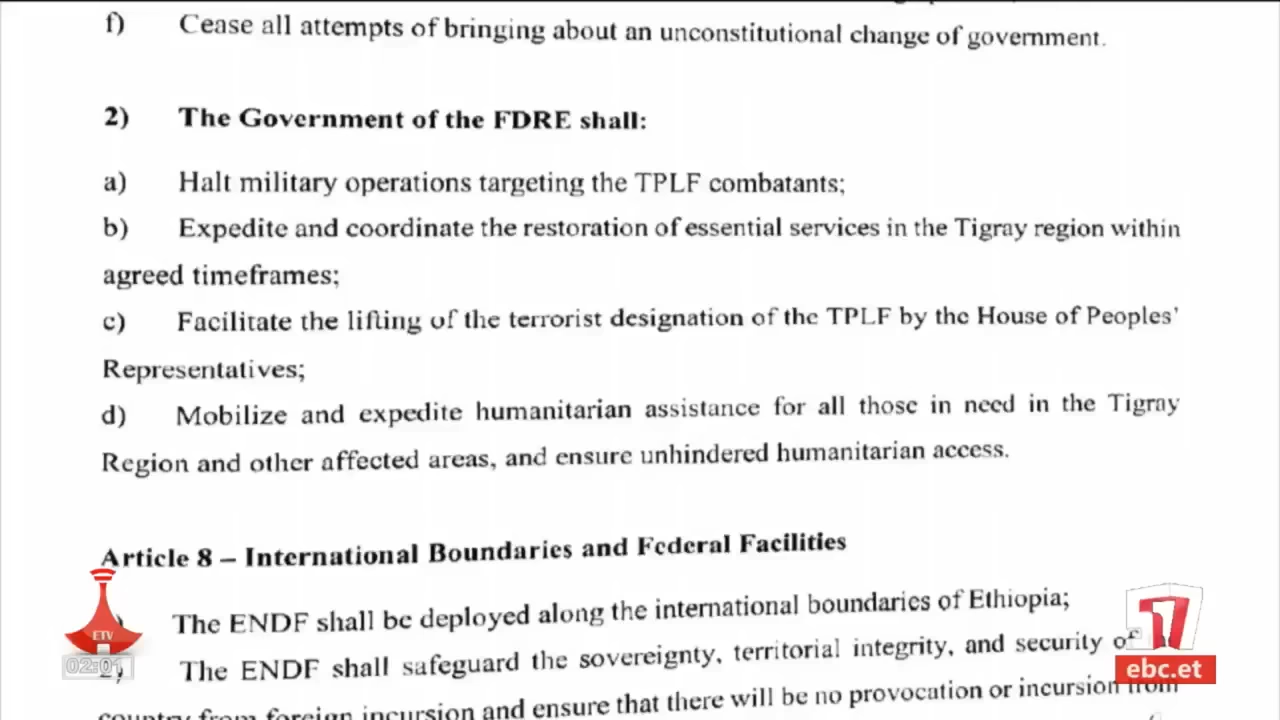 f) Cease all attempts of bringing about an unconstitutional change of government.
2) The Government of the FDRE shall:
a) Halt military operations targeting the TPLF combatants;
b) Expedite and coordinate the restoration of essential services in the Tigray region within
agreed timeframes;
c) Facilitate the lifting of the terrorist designation of the TPLF by the House of Peoples'
Representatives;
d) Mobilize and expedite humanitarian assistance for all those in need in the Tigray
Region and other affected areas, and ensure unhindered humanitarian access.
Article 8 – International Boundaries and Federal Facilities
The ENDF shall be deployed along the international boundaries of Ethiopia;
The ENDF shall safeguard the sovereignty, territorial integrity, and security of
country from foreign incursion and ensure that there will be no provocation or incursion from
ETV
02:01
ebc.et